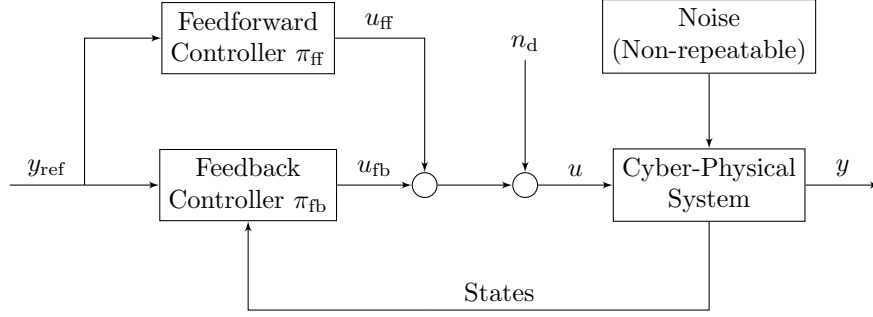 Feedforward
Controller π_ff
u_ff
n_d
Noise
(Non-repeatable)
y_ref
Feedback
Controller π_fb
u_fb
u
Cyber-Physical
System
y
States